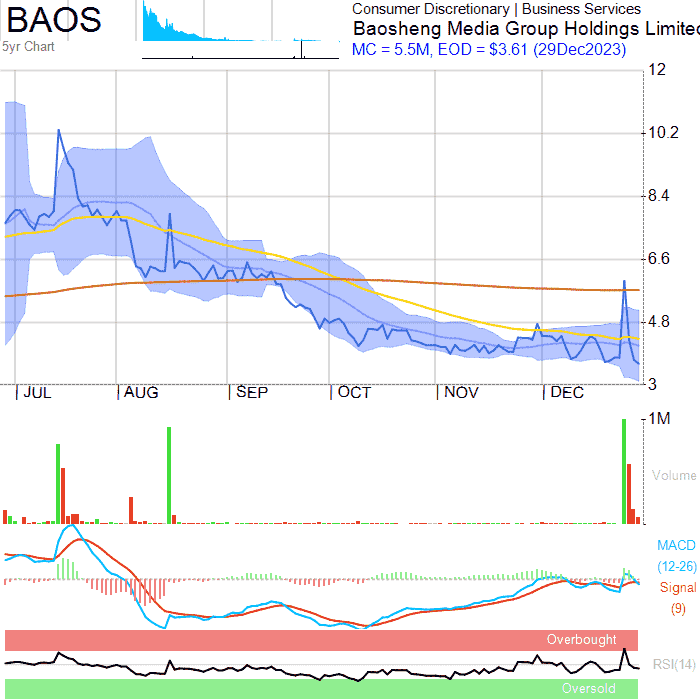 BAOS
5yr Chart
Consumer Discretionary | Business Services
Baosheng Media Group Holdings Limited
MC = 5.5M, EOD = $3.61 (29Dec2023)
12
10.2
8.4
6.6
4.8
3
JUL AUG SEP OCT NOV DEC
1M
Volume
MACD
(12-26)
Signal
(9)
Overbought
RSI(14)
Oversold